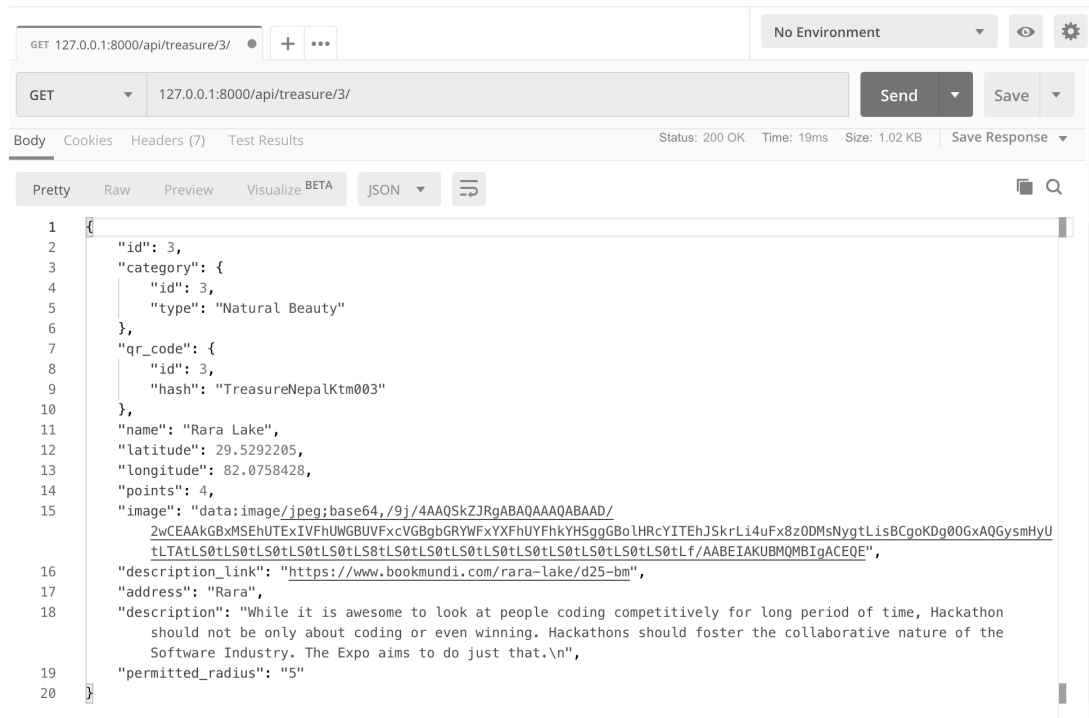 GET 127.0.0.1:8000/api/treasure/3/
No Environment
GET 127.0.0.1:8000/api/treasure/3/ Send Save
Body Cookies Headers (7) Test Results Status: 200 OK Time: 19ms Size: 1.02 KB Save Response
Pretty Raw Preview Visualize BETA JSON
1 {
2 "id": 3,
3 "category": {
4 "id": 3,
5 "type": "Natural Beauty"
6 },
7 "qr_code": {
8 "id": 3,
9 "hash": "TreasureNepalKtm003"
10 },
11 "name": "Rara Lake",
12 "latitude": 29.5292205,
13 "longitude": 82.0758428,
14 "points": 4,
15 "image": "data:image/jpeg;base64,/9j/4AAQSkZJRgABAQAAAQABAAD/
2wCEAAkGBxMSEhUTExIVFhUWGBUVFxcVGBgbGRYWFxYXFhUYFhkYHSggGBolHRcYITEhJSkrLi4uFx8zODMsNygtLisBCgoKDg0OGxAQGysmHyU
tLTAtLS0tLS0tLS0tLS0tLS8tLS0tLS0tLS0tLS0tLS0tLS0tLS0tLS0tLf/AABEIAKUBMQMBIgACEQE",
16 "description_link": "https://www.bookmundi.com/rara-lake/d25-bm",
17 "address": "Rara",
18 "description": "While it is awesome to look at people coding competitively for long period of time, Hackathon
should not be only about coding or even winning. Hackathons should foster the collaborative nature of the
Software Industry. The Expo aims to do just that.\n",
19 "permitted_radius": "5"
20 }